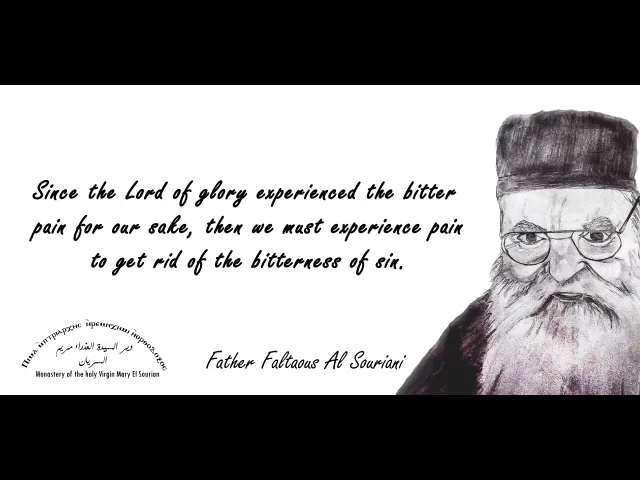 Since the Lord of glory experienced the bitter
pain for our sake, then we must experience pain
to get rid of the bitterness of sin.
دير السيدة العذراء مريم
السريان
Monastery of the holy Virgin Mary El Sourian
Father Faltaous Al Souriani